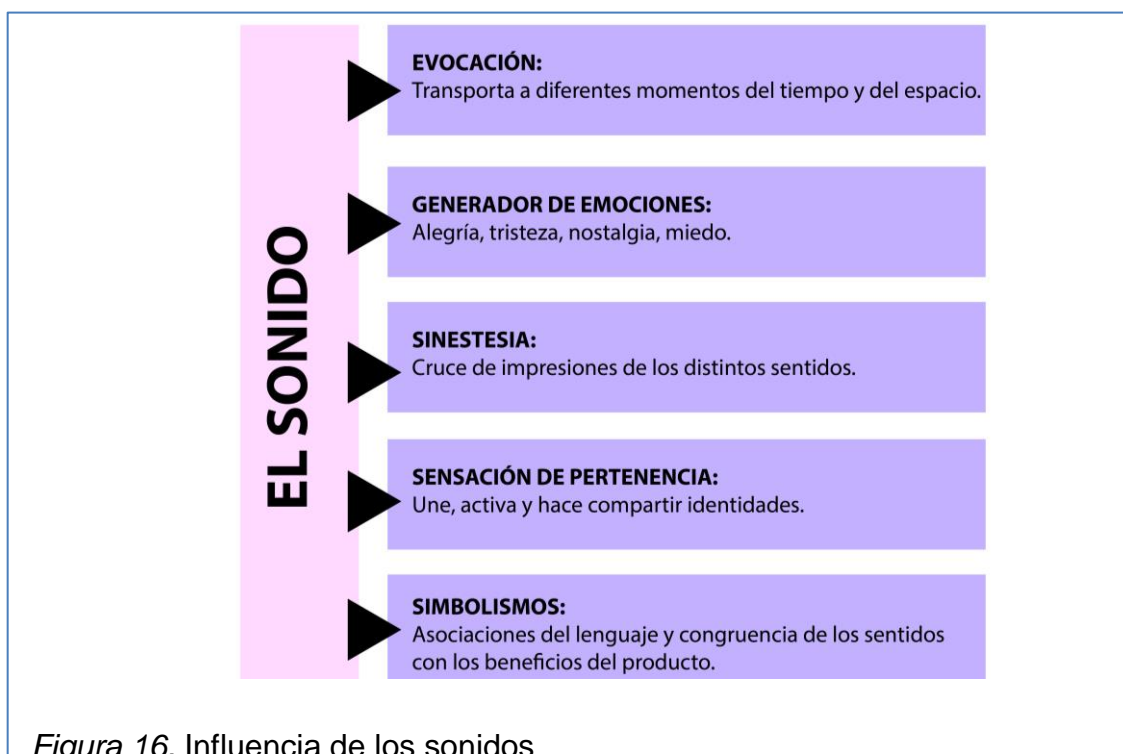 EL SONIDO
EVOCACIÓN:
Transporta a diferentes momentos del tiempo y del espacio.
GENERADOR DE EMOCIONES:
Alegría, tristeza, nostalgia, miedo.
SINESTESIA:
Cruce de impresiones de los distintos sentidos.
SENSACIÓN DE PERTENENCIA:
Une, activa y hace compartir identidades.
SIMBOLISMOS:
Asociaciones del lenguaje y congruencia de los sentidos
con los beneficios del producto.
Figura 16. Influencia de los sonidos